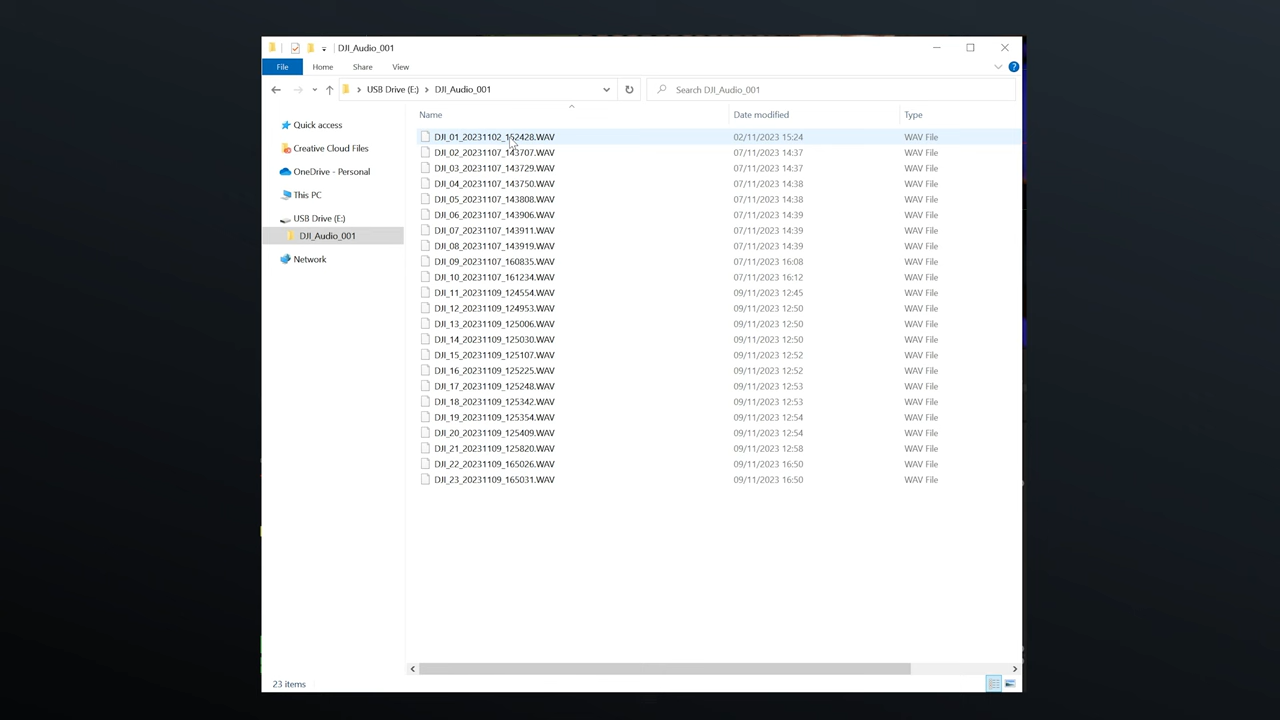 DJI_Audio_001
File Home Share View
USB Drive (E:) DJI_Audio_001 Search DJI_Audio_001
Name Date modified Type
Quick access
Creative Cloud Files
OneDrive - Personal
This PC
USB Drive (E:)
DJI_Audio_001
Network
DJI_01_20231102_152428.WAV 02/11/2023 15:24 WAV File
DJI_02_20231107_143707.WAV 07/11/2023 14:37 WAV File
DJI_03_20231107_143729.WAV 07/11/2023 14:37 WAV File
DJI_04_20231107_143750.WAV 07/11/2023 14:38 WAV File
DJI_05_20231107_143808.WAV 07/11/2023 14:38 WAV File
DJI_06_20231107_143906.WAV 07/11/2023 14:39 WAV File
DJI_07_20231107_143911.WAV 07/11/2023 14:39 WAV File
DJI_08_20231107_143919.WAV 07/11/2023 14:39 WAV File
DJI_09_20231107_160835.WAV 07/11/2023 16:08 WAV File
DJI_10_20231107_161234.WAV 07/11/2023 16:12 WAV File
DJI_11_20231109_124554.WAV 09/11/2023 12:45 WAV File
DJI_12_20231109_124953.WAV 09/11/2023 12:50 WAV File
DJI_13_20231109_125006.WAV 09/11/2023 12:50 WAV File
DJI_14_20231109_125030.WAV 09/11/2023 12:50 WAV File
DJI_15_20231109_125107.WAV 09/11/2023 12:52 WAV File
DJI_16_20231109_125225.WAV 09/11/2023 12:52 WAV File
DJI_17_20231109_125248.WAV 09/11/2023 12:53 WAV File
DJI_18_20231109_125342.WAV 09/11/2023 12:53 WAV File
DJI_19_20231109_125354.WAV 09/11/2023 12:54 WAV File
DJI_20_20231109_125409.WAV 09/11/2023 12:54 WAV File
DJI_21_20231109_125820.WAV 09/11/2023 12:58 WAV File
DJI_22_20231109_165026.WAV 09/11/2023 16:50 WAV File
DJI_23_20231109_165031.WAV 09/11/2023 16:50 WAV File
23 items